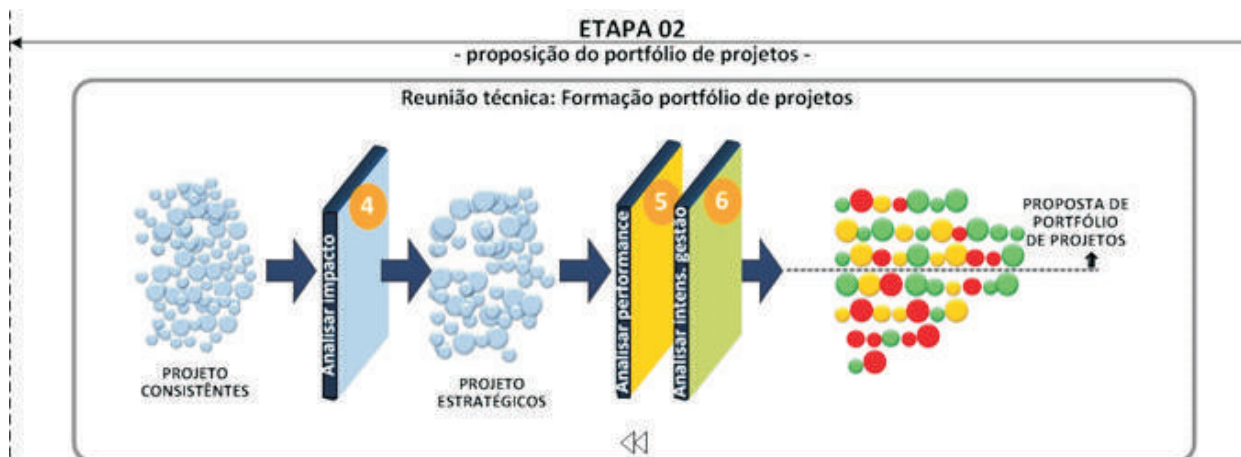 ETAPA 02
- proposição do portfólio de projetos -
Reunião técnica: Formação portfólio de projetos
4
Analisar impacto
5
Analisar performance
6
Analisar intens. gestão
PROJETO
CONSISTÊNTES
PROJETO
ESTRATÉGICOS
PROPOSTA DE
PORTFÓLIO
DE PROJETOS